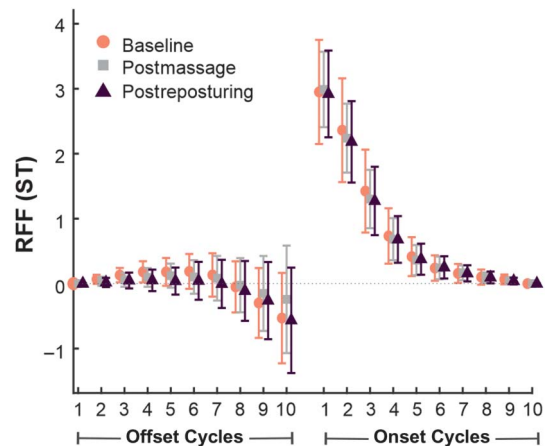 RFF (ST)
4
3
2
1
0
−1
Baseline
Postmassage
Postreposturing
1 2 3 4 5 6 7 8 9 10 1 2 3 4 5 6 7 8 9 10
Offset Cycles Onset Cycles